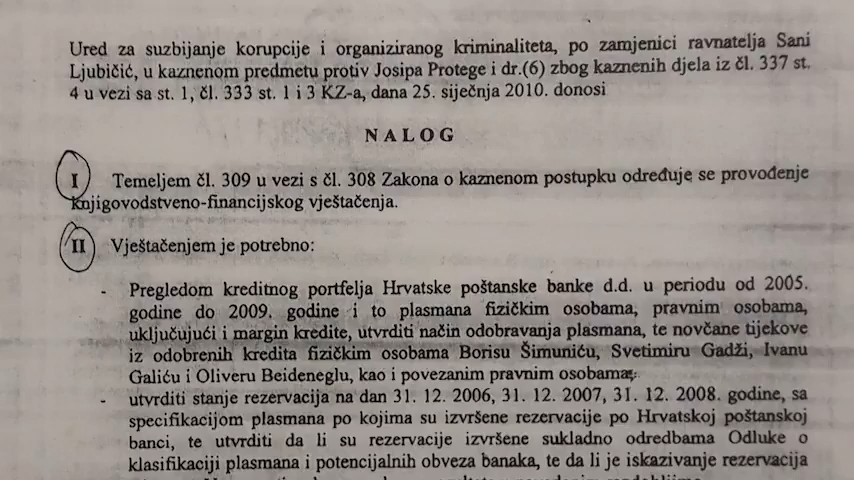 Ured za suzbijanje korupcije i organiziranog kriminaliteta, po zamjenici ravnatelja Sani
Ljubičić, u kaznenom predmetu protiv Josipa Protege i dr.(6) zbog kaznenih djela iz čl. 337 st.
4 u vezi sa st. 1, čl. 333 st. 1 i 3 KZ-a, dana 25. siječnja 2010. donosi
N A L O G
I Temeljem čl. 309 u vezi s čl. 308 Zakona o kaznenom postupku određuje se provođenje
knjigovodstveno-financijskog vještačenja.
II Vještačenjem je potrebno:
- Pregledom kreditnog portfelja Hrvatske poštanske banke d.d. u periodu od 2005.
godine do 2009. godine i to plasmana fizičkim osobama, pravnim osobama,
uključujući i margin kredite, utvrditi način odobravanja plasmana, te novčane tijekove
iz odobrenih kredita fizičkim osobama Borisu Šimuniću, Svetimiru Gadži, Ivanu
Galiću i Oliveru Beideneglu, kao i povezanim pravnim osobama;
- utvrditi stanje rezervacija na dan 31. 12. 2006, 31. 12. 2007, 31. 12. 2008. godine, sa
specifikacijom plasmana po kojima su izvršene rezervacije po Hrvatskoj poštanskoj
banci, te utvrditi da li su rezervacije izvršene sukladno odredbama Odluke o
klasifikaciji plasmana i potencijalnih obveza banaka, te da li je iskazivanje rezervacija